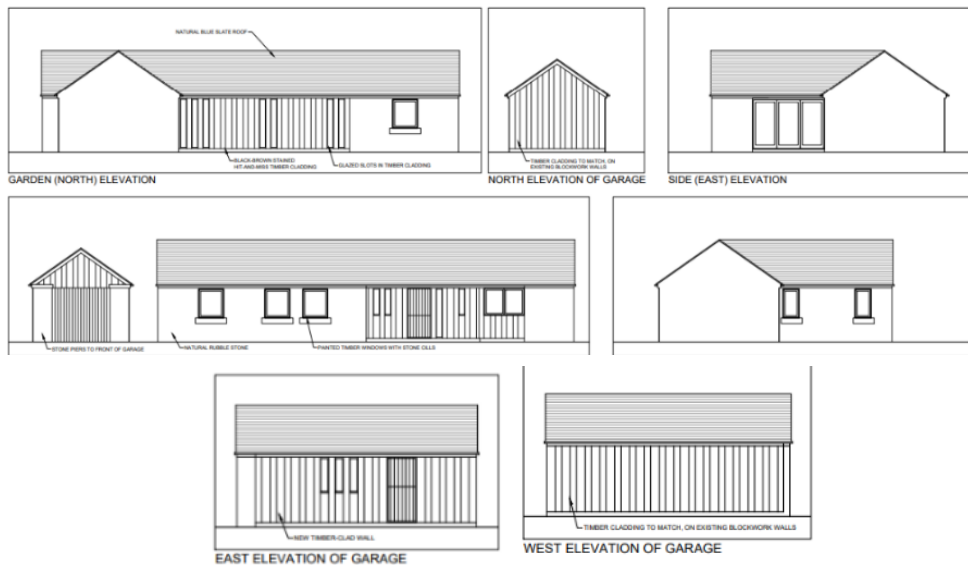 NATURAL BLUE SLATE ROOF
BLACK-BROWN STAINED
HIT-AND-MISS TIMBER CLADDING
GLAZED SLOTS IN TIMBER CLADDING
GARDEN (NORTH) ELEVATION
TIMBER CLADDING TO MATCH, ON
EXISTING BLOCKWORK WALLS
NORTH ELEVATION OF GARAGE
SIDE (EAST) ELEVATION
STONE PIERS TO FRONT OF GARAGE
NATURAL RUBBLE STONE
PAINTED TIMBER WINDOWS WITH STONE CILLS
NEW TIMBER-CLAD WALL
EAST ELEVATION OF GARAGE
TIMBER CLADDING TO MATCH, ON EXISTING BLOCKWORK WALLS
WEST ELEVATION OF GARAGE